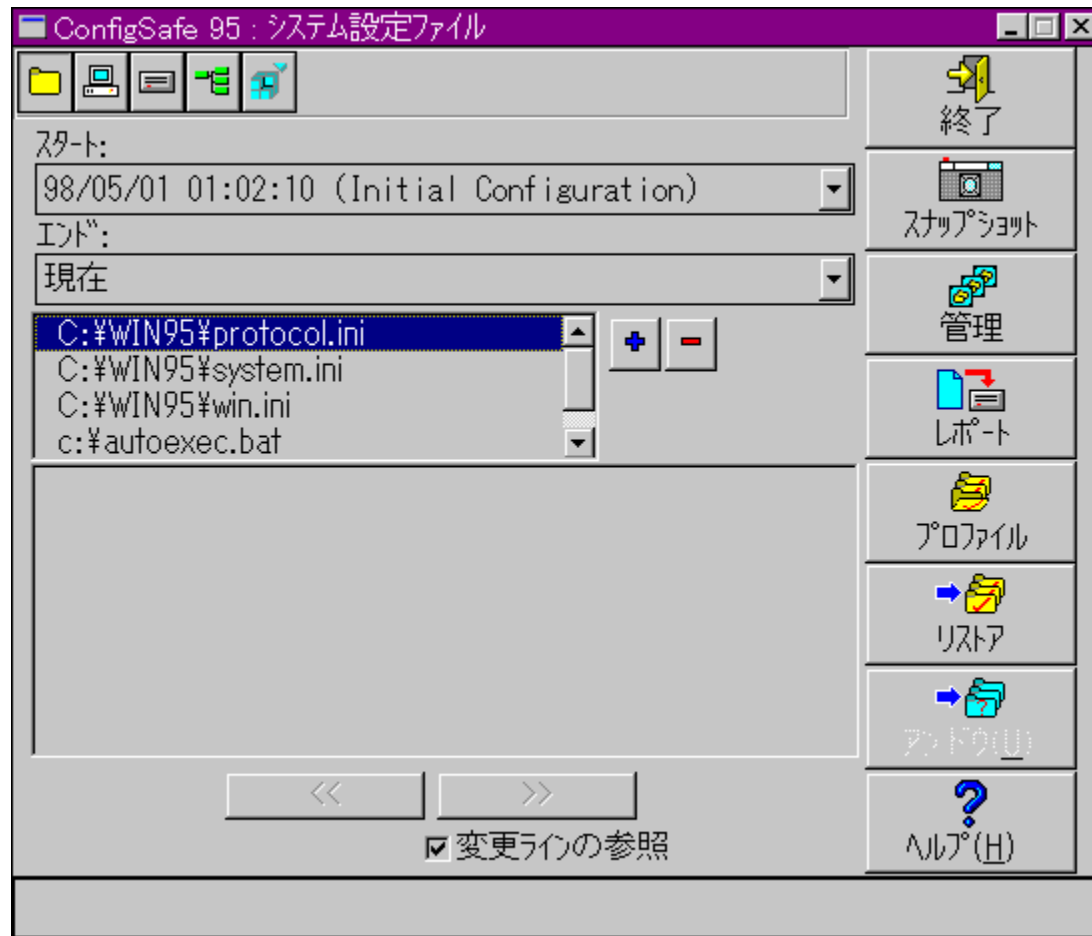 ConfigSafe 95 : システム設定ファイル
スタート:
98/05/01 01:02:10 (Initial Configuration)
エンド:
現在
C:¥WIN95¥protocol.ini
C:¥WIN95¥system.ini
C:¥WIN95¥win.ini
c:¥autoexec.bat
<< >>
変更ラインの参照
終了
スナップショット
管理
レポート
プロファイル
リストア
アンドウ(U)
ヘルプ(H)